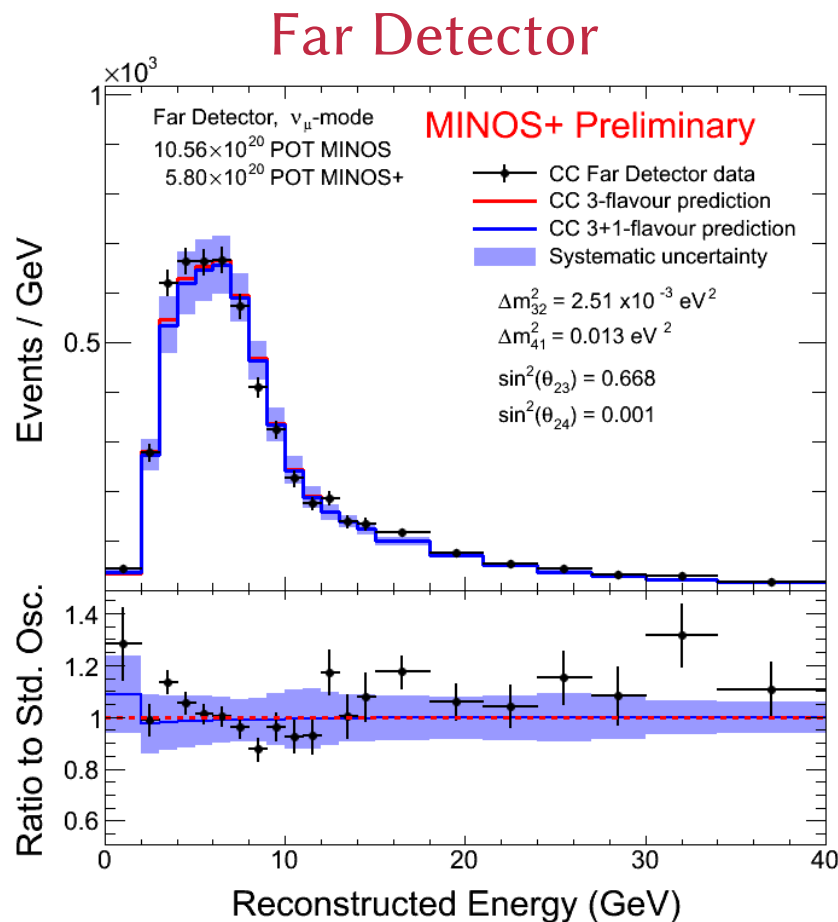 Far Detector
×10³
1
Far Detector, νμ-mode
10.56×10²⁰ POT MINOS
5.80×10²⁰ POT MINOS+
MINOS+ Preliminary
CC Far Detector data
CC 3-flavour prediction
CC 3+1-flavour prediction
Systematic uncertainty
Δm²₃₂ = 2.51 x10⁻³ eV²
Δm²₄₁ = 0.013 eV²
sin²(θ₂₃) = 0.668
sin²(θ₂₄) = 0.001
0.5
Events / GeV
1.4
1.2
1
0.8
0.6
Ratio to Std. Osc.
0 10 20 30 40
Reconstructed Energy (GeV)